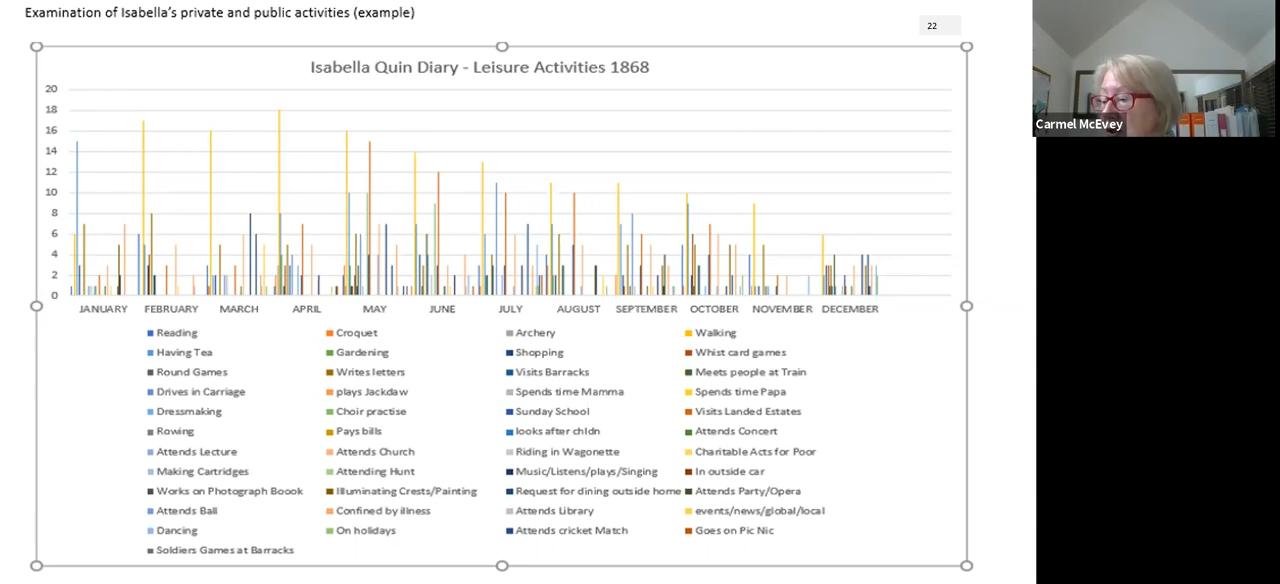 Examination of Isabella's private and public activities (example)
22
Carmel McEvey
Isabella Quin Diary - Leisure Activities 1868
20
18
16
14
12
10
8
6
4
2
0
JANUARY FEBRUARY MARCH APRIL MAY JUNE JULY AUGUST SEPTEMBER OCTOBER NOVEMBER DECEMBER
Reading Croquet Archery Walking
Having Tea Gardening Shopping Whist card games
Round Games Writes letters Visits Barracks Meets people at Train
Drives in Carriage plays Jackdaw Spends time Mamma Spends time Papa
Dressmaking Choir practise Sunday School Visits Landed Estates
Rowing Pays bills looks after chldn Attends Concert
Attends Lecture Attends Church Riding in Wagonette Charitable Acts for Poor
Making Cartridges Attending Hunt Music/Listens/plays/Singing In outside car
Works on Photograph Boook Illuminating Crests/Painting Request for dining outside home Attends Party/Opera
Attends Ball Confined by illness Attends Library events/news/global/local
Dancing On holidays Attends cricket Match Goes on Pic Nic
Soldiers Games at Barracks